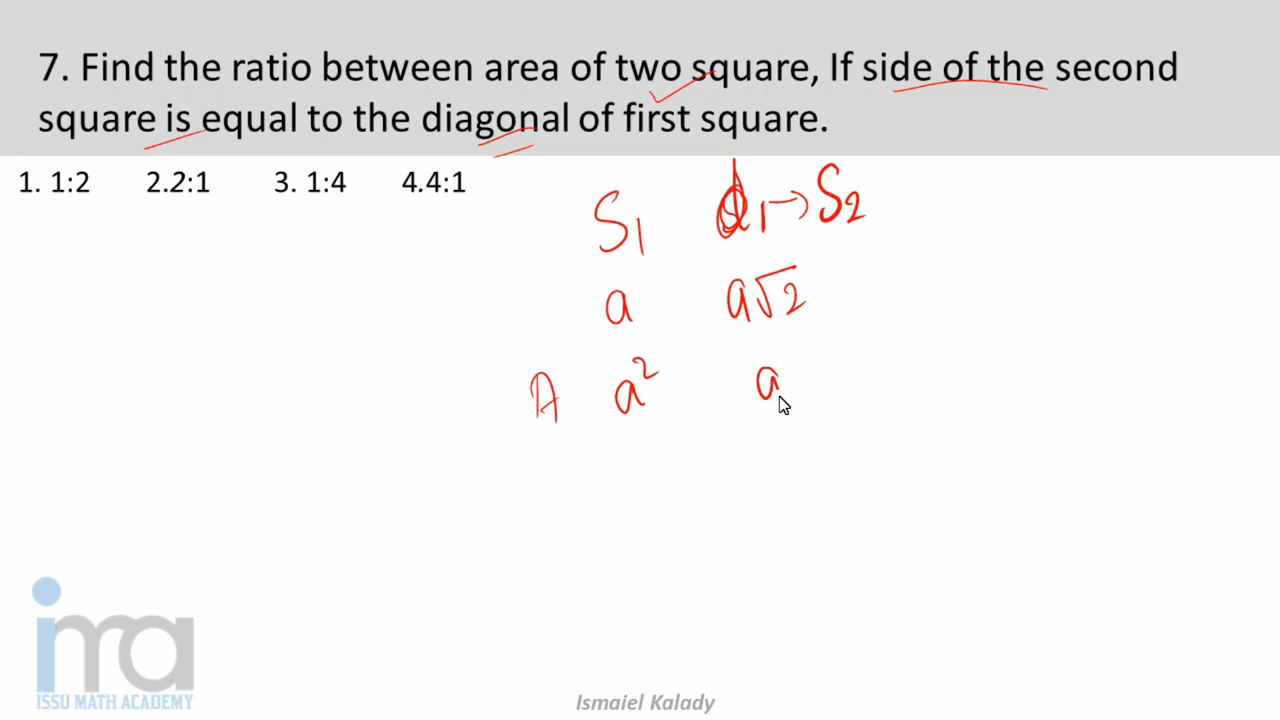 7. Find the ratio between area of two square, If side of the second
square is equal to the diagonal of first square.
1. 1:2 2.2:1 3. 1:4 4.4:1
S1 d1→S2
a a√2
A a² a
ima
ISSU MATH ACADEMY
Ismaiel Kalady